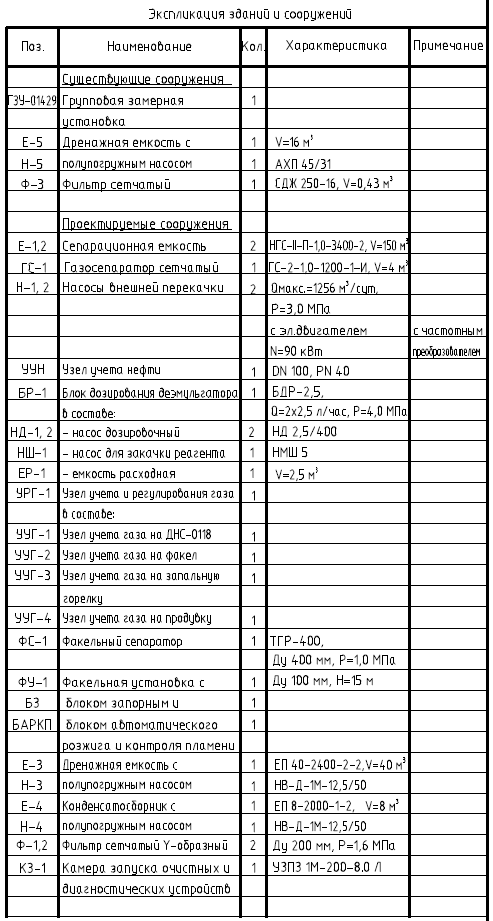 Экспликация зданий и сооружений
Поз. Наименование Кол. Характеристика Примечание
Существующие сооружения
ГЗУ-01429 Групповая замерная 1
установка
Е-5 Дренажная емкость с 1 V=16 м³
Н-5 полупогружным насосом 1 АХП 45/31
Ф-3 Фильтр сетчатый 1 СДЖ 250-16, V=0,43 м³
Проектируемые сооружения
Е-1,2 Сепарационная емкость 2 НГС-II-П-1,0-3400-2, V=150 м³
ГС-1 Газосепаратор сетчатый 1 ГС-2-1,0-1200-1-И, V=4 м³
Н-1, 2 Насосы внешней перекачки 2 Qмакс.=1256 м³/сут,
Р=3,0 МПа
с эл.двигателем с частотным
N=90 кВт преобразователем
УУН Узел учета нефти 1 DN 100, PN 40
БР-1 Блок дозирования деэмульгатора 1 БДР-2,5,
в составе: Q=2х2,5 л/час, Р=4,0 МПа
НД-1, 2 - насос дозировочный 2 НД 2,5/400
НШ-1 - насос для закачки реагента 1 НМШ 5
ЕР-1 - емкость расходная 1 V=2,5 м³
УРГ-1 Узел учета и регулирования газа 1
в составе:
УУГ-1 Узел учета газа на ДНС-0118 1
УУГ-2 Узел учета газа на факел 1
УУГ-3 Узел учета газа на запальную 1
горелку
УУГ-4 Узел учета газа на продувку 1
ФС-1 Факельный сепаратор 1 ТГР-400,
Ду 400 мм, Р=1,0 МПа
ФУ-1 Факельная установка с 1 Ду 100 мм, Н=15 м
БЗ блоком запорным и 1
БАРКП блоком автоматического 1
розжига и контроля пламени
Е-3 Дренажная емкость с 1 ЕП 40-2400-2-2,V=40 м³
Н-3 полупогружным насосом 1 НВ-Д-1М-12,5/50
Е-4 Конденсатосборник с 1 ЕП 8-2000-1-2, V=8 м³
Н-4 полупогружным насосом 1 НВ-Д-1М-12,5/50
Ф-1,2 Фильтр сетчатый Y-образный 2 Ду 200 мм, Р=1,6 МПа
КЗ-1 Камера запуска очистных и 1 УЗПЗ 1М-200-8.0 Л
диагностических устройств